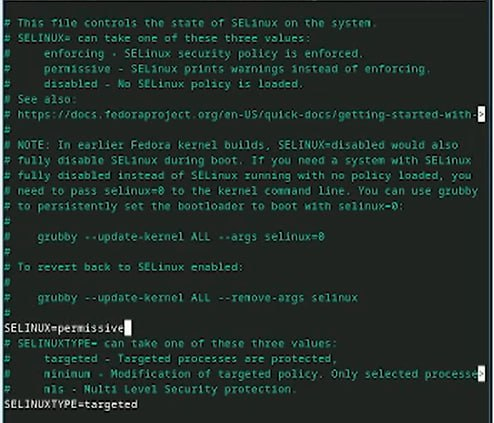 # This file controls the state of SELinux on the system.
# SELINUX= can take one of these three values:
#     enforcing - SELinux security policy is enforced.
#     permissive - SELinux prints warnings instead of enforcing.
#     disabled - No SELinux policy is loaded.
# See also:
# https://docs.fedoraproject.org/en-US/quick-docs/getting-started-with->
#
# NOTE: In earlier Fedora kernel builds, SELINUX=disabled would also
# fully disable SELinux during boot. If you need a system with SELinux
# fully disabled instead of SELinux running with no policy loaded, you
# need to pass selinux=0 to the kernel command line. You can use grubby
# to persistently set the bootloader to boot with selinux=0:
#
#    grubby --update-kernel ALL --args selinux=0
#
# To revert back to SELinux enabled:
#
#    grubby --update-kernel ALL --remove-args selinux
#
SELINUX=permissive
# SELINUXTYPE= can take one of these three values:
#     targeted - Targeted processes are protected,
#     minimum - Modification of targeted policy. Only selected processe>
#     mls - Multi Level Security protection.
SELINUXTYPE=targeted